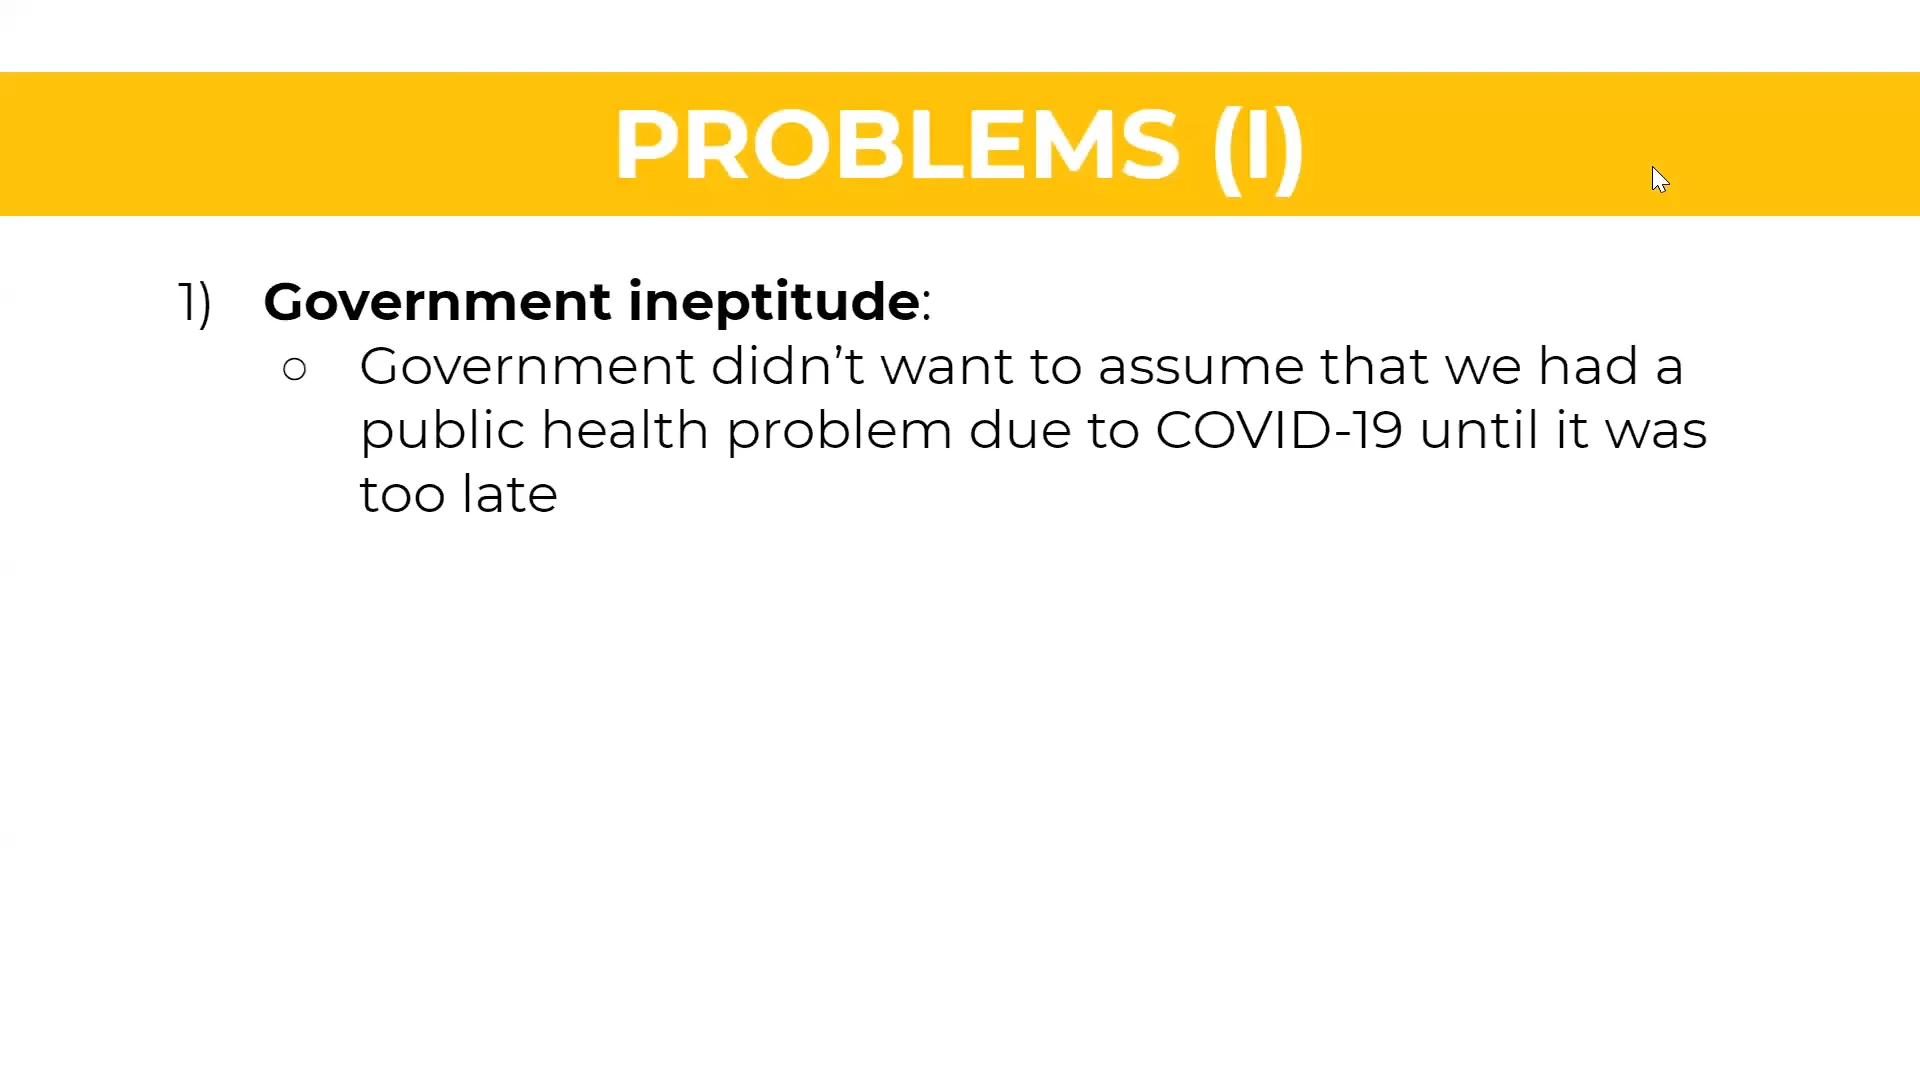 PROBLEMS (I)
1) Government ineptitude:
○ Government didn’t want to assume that we had a
public health problem due to COVID-19 until it was
too late